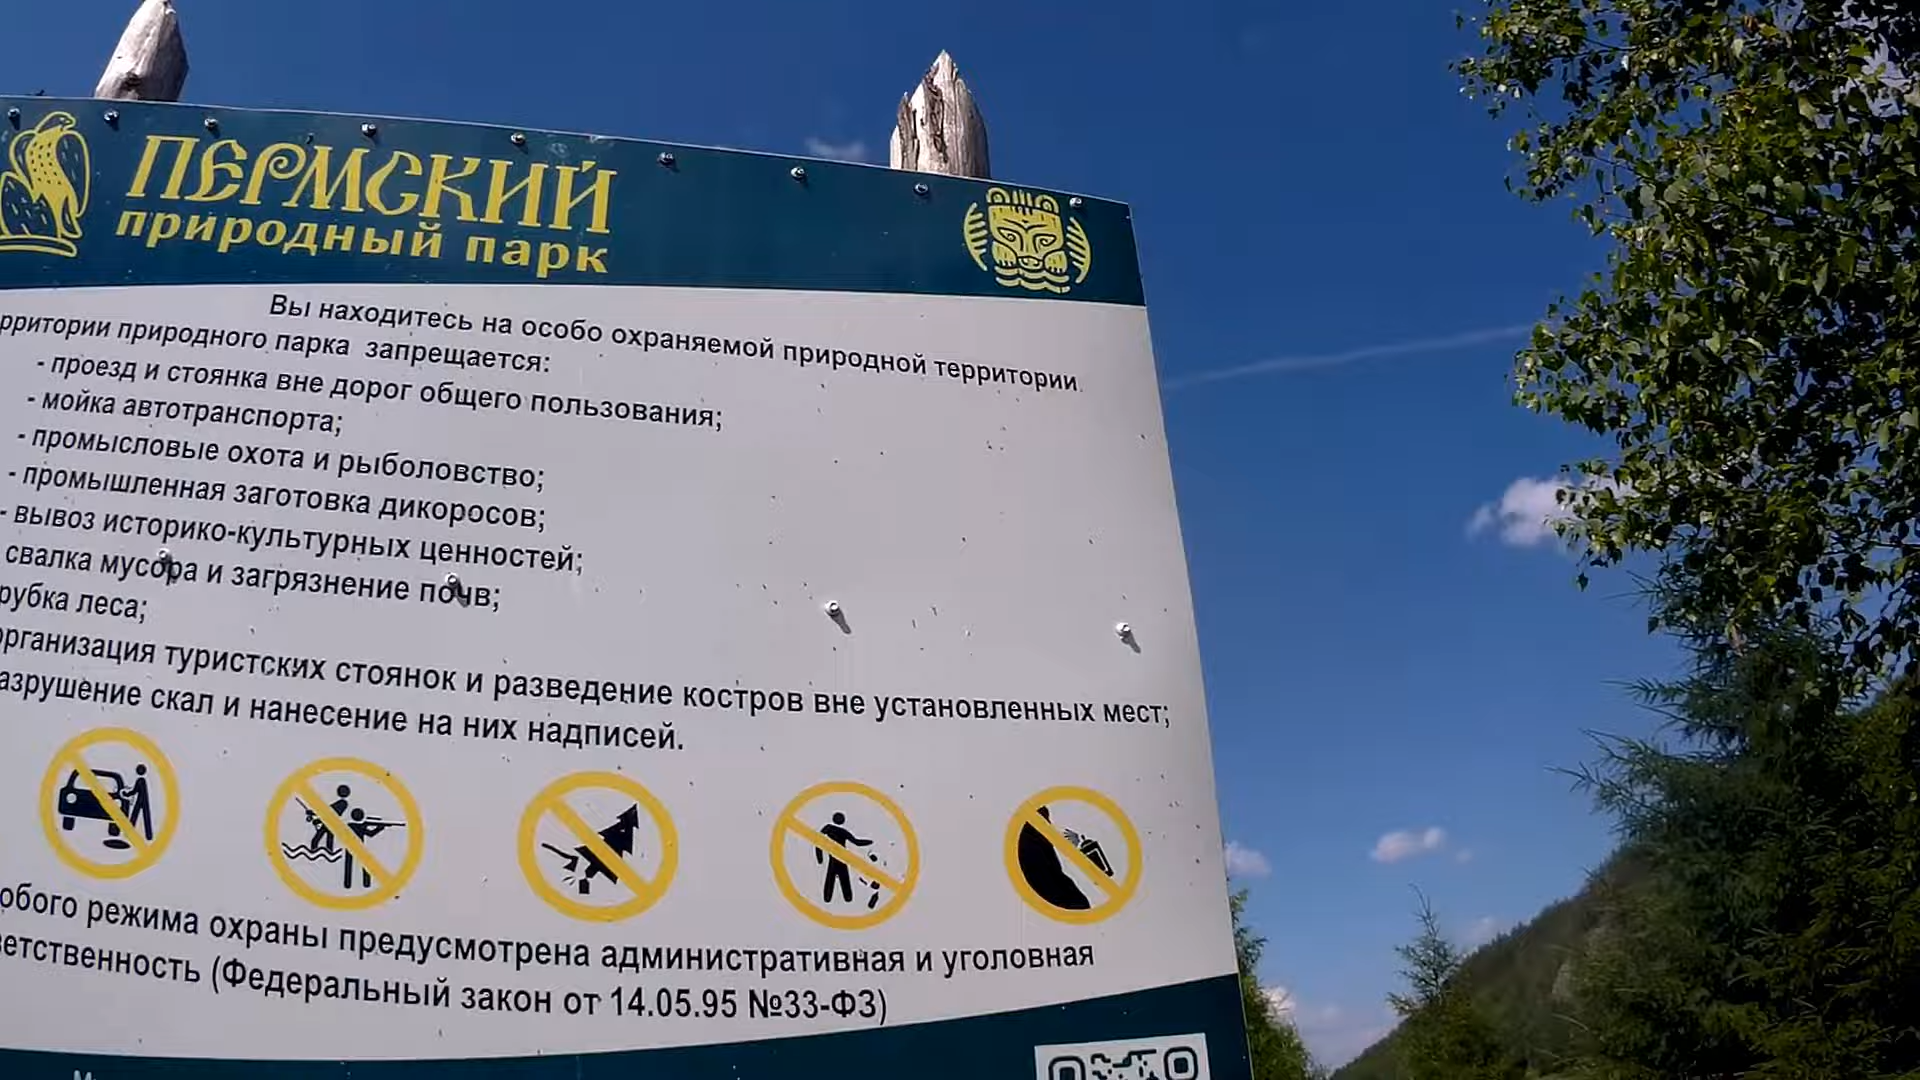 ПЕРМСКИЙ
природный парк
Вы находитесь на особо охраняемой природной территории.
рритории природного парка запрещается:
- проезд и стоянка вне дорог общего пользования;
- мойка автотранспорта;
- промысловые охота и рыболовство;
- промышленная заготовка дикоросов;
- вывоз историко-культурных ценностей;
свалка мусора и загрязнение почв;
рубка леса;
организация туристских стоянок и разведение костров вне установленных мест;
азрушение скал и нанесение на них надписей.
обого режима охраны предусмотрена административная и уголовная
ветственность (Федеральный закон от 14.05.95 №33-ФЗ)